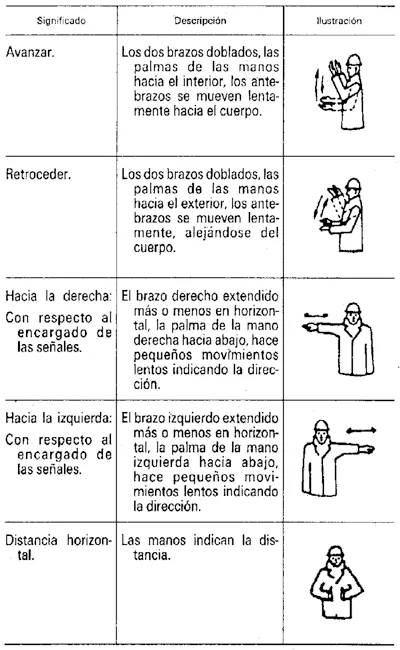 Significado Descripción Ilustración
Avanzar.
Los dos brazos doblados, las
palmas de las manos
hacia el interior, los ante-
brazos se mueven lenta-
mente hacia el cuerpo.
Retroceder.
Los dos brazos doblados, las
palmas de las manos
hacia el exterior, los ante-
brazos se mueven lenta-
mente, alejándose del
cuerpo.
Hacia la derecha:
Con respecto al
encargado de
las señales.
El brazo derecho extendido
más o menos en horizon-
tal, la palma de la mano
derecha hacia abajo, hace
pequeños movimientos
lentos indicando la direc-
ción.
Hacia la izquierda:
Con respecto al
encargado de
las señales.
El brazo izquierdo extendido
más o menos en horizon-
tal, la palma de la mano
izquierda hacia abajo,
hace pequeños movi-
mientos lentos indicando
la dirección.
Distancia horizon-
tal.
Las manos indican la dis-
tancia.